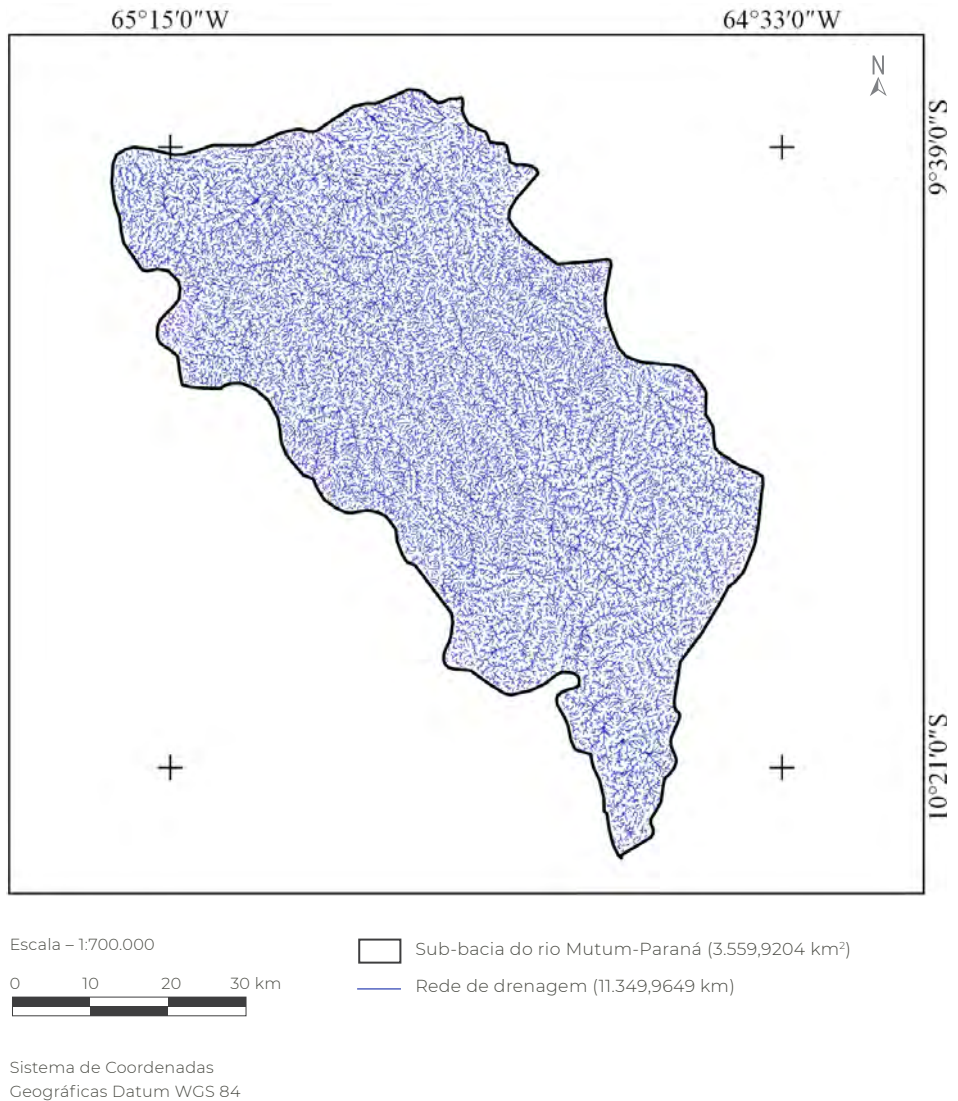 65°15'0"W 64°33'0"W
N
9°39'0"S
10°21'0"S
Escala – 1:700.000
0 10 20 30 km
Sub-bacia do rio Mutum-Paraná (3.559,9204 km²)
Rede de drenagem (11.349,9649 km)
Sistema de Coordenadas
Geográficas Datum WGS 84